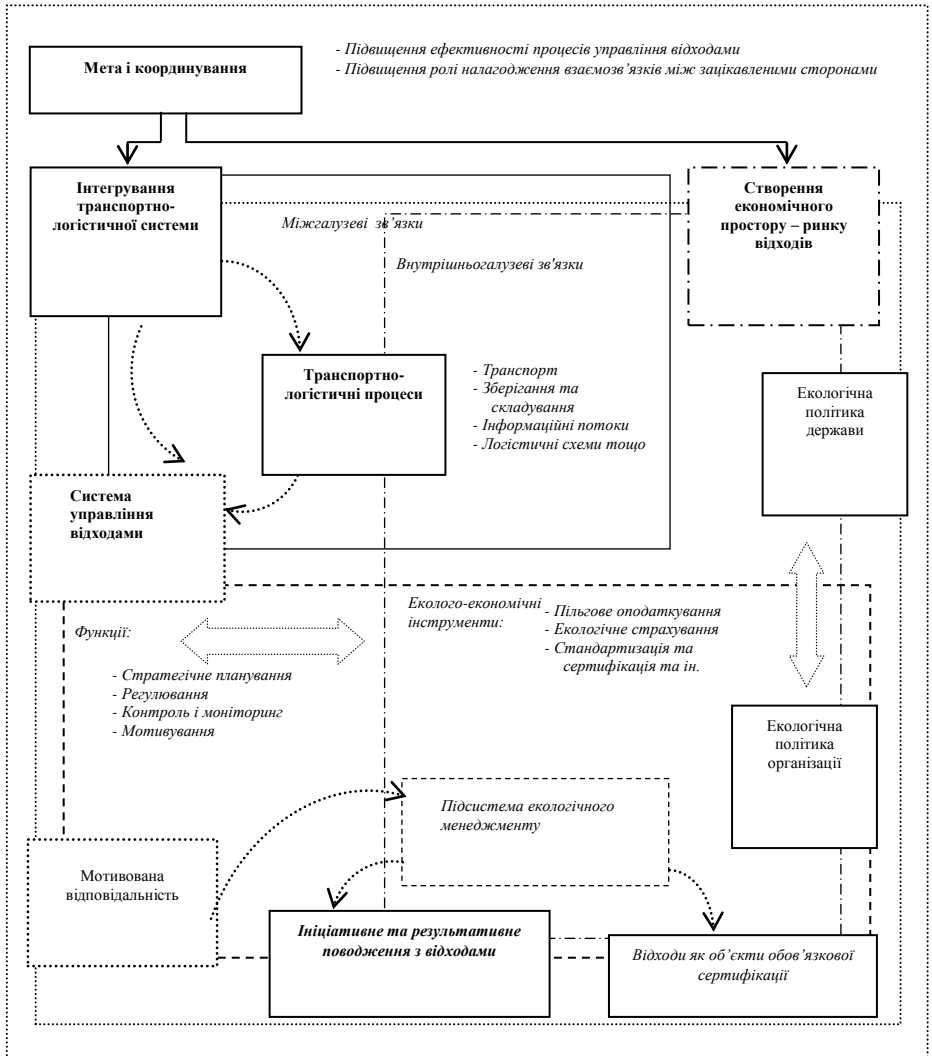 Мета і координування
- Підвищення ефективності процесів управління відходами
- Підвищення ролі налагодження взаємозв’язків між зацікавленими сторонами
Інтегрування
транспортно-
логістичної системи
Створення
економічного
простору – ринку
відходів
Міжгалузеві зв’язки
Внутрішньогалузеві зв'язки
Транспортно-
логістичні процеси
- Транспорт
- Зберігання та
складування
- Інформаційні потоки
- Логістичні схеми тощо
Екологічна
політика
держави
Система
управління
відходами
Функції:
- Стратегічне планування
- Регулювання
- Контроль і моніторинг
- Мотивування
Еколого-економічні
інструменти:
- Пільгове оподаткування
- Екологічне страхування
- Стандартизація та
сертифікація та ін.
Екологічна
політика
організації
Підсистема екологічного
менеджменту
Мотивована
відповідальність
Ініціативне та результативне
поводження з відходами
Відходи як об’єкти обов’язкової
сертифікації